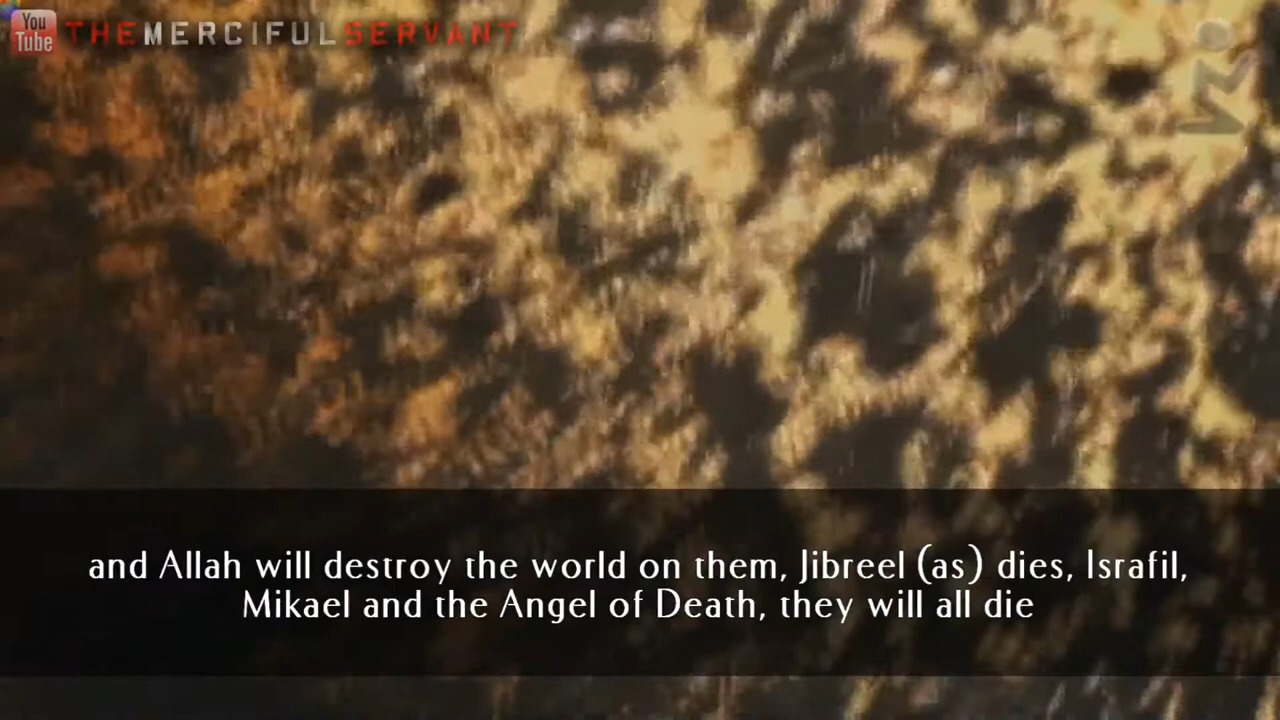 You
Tube
THEMERCIFULSERVANT
and Allah will destroy the world on them, Jibreel (as) dies, Israfil,
Mikael and the Angel of Death, they will all die